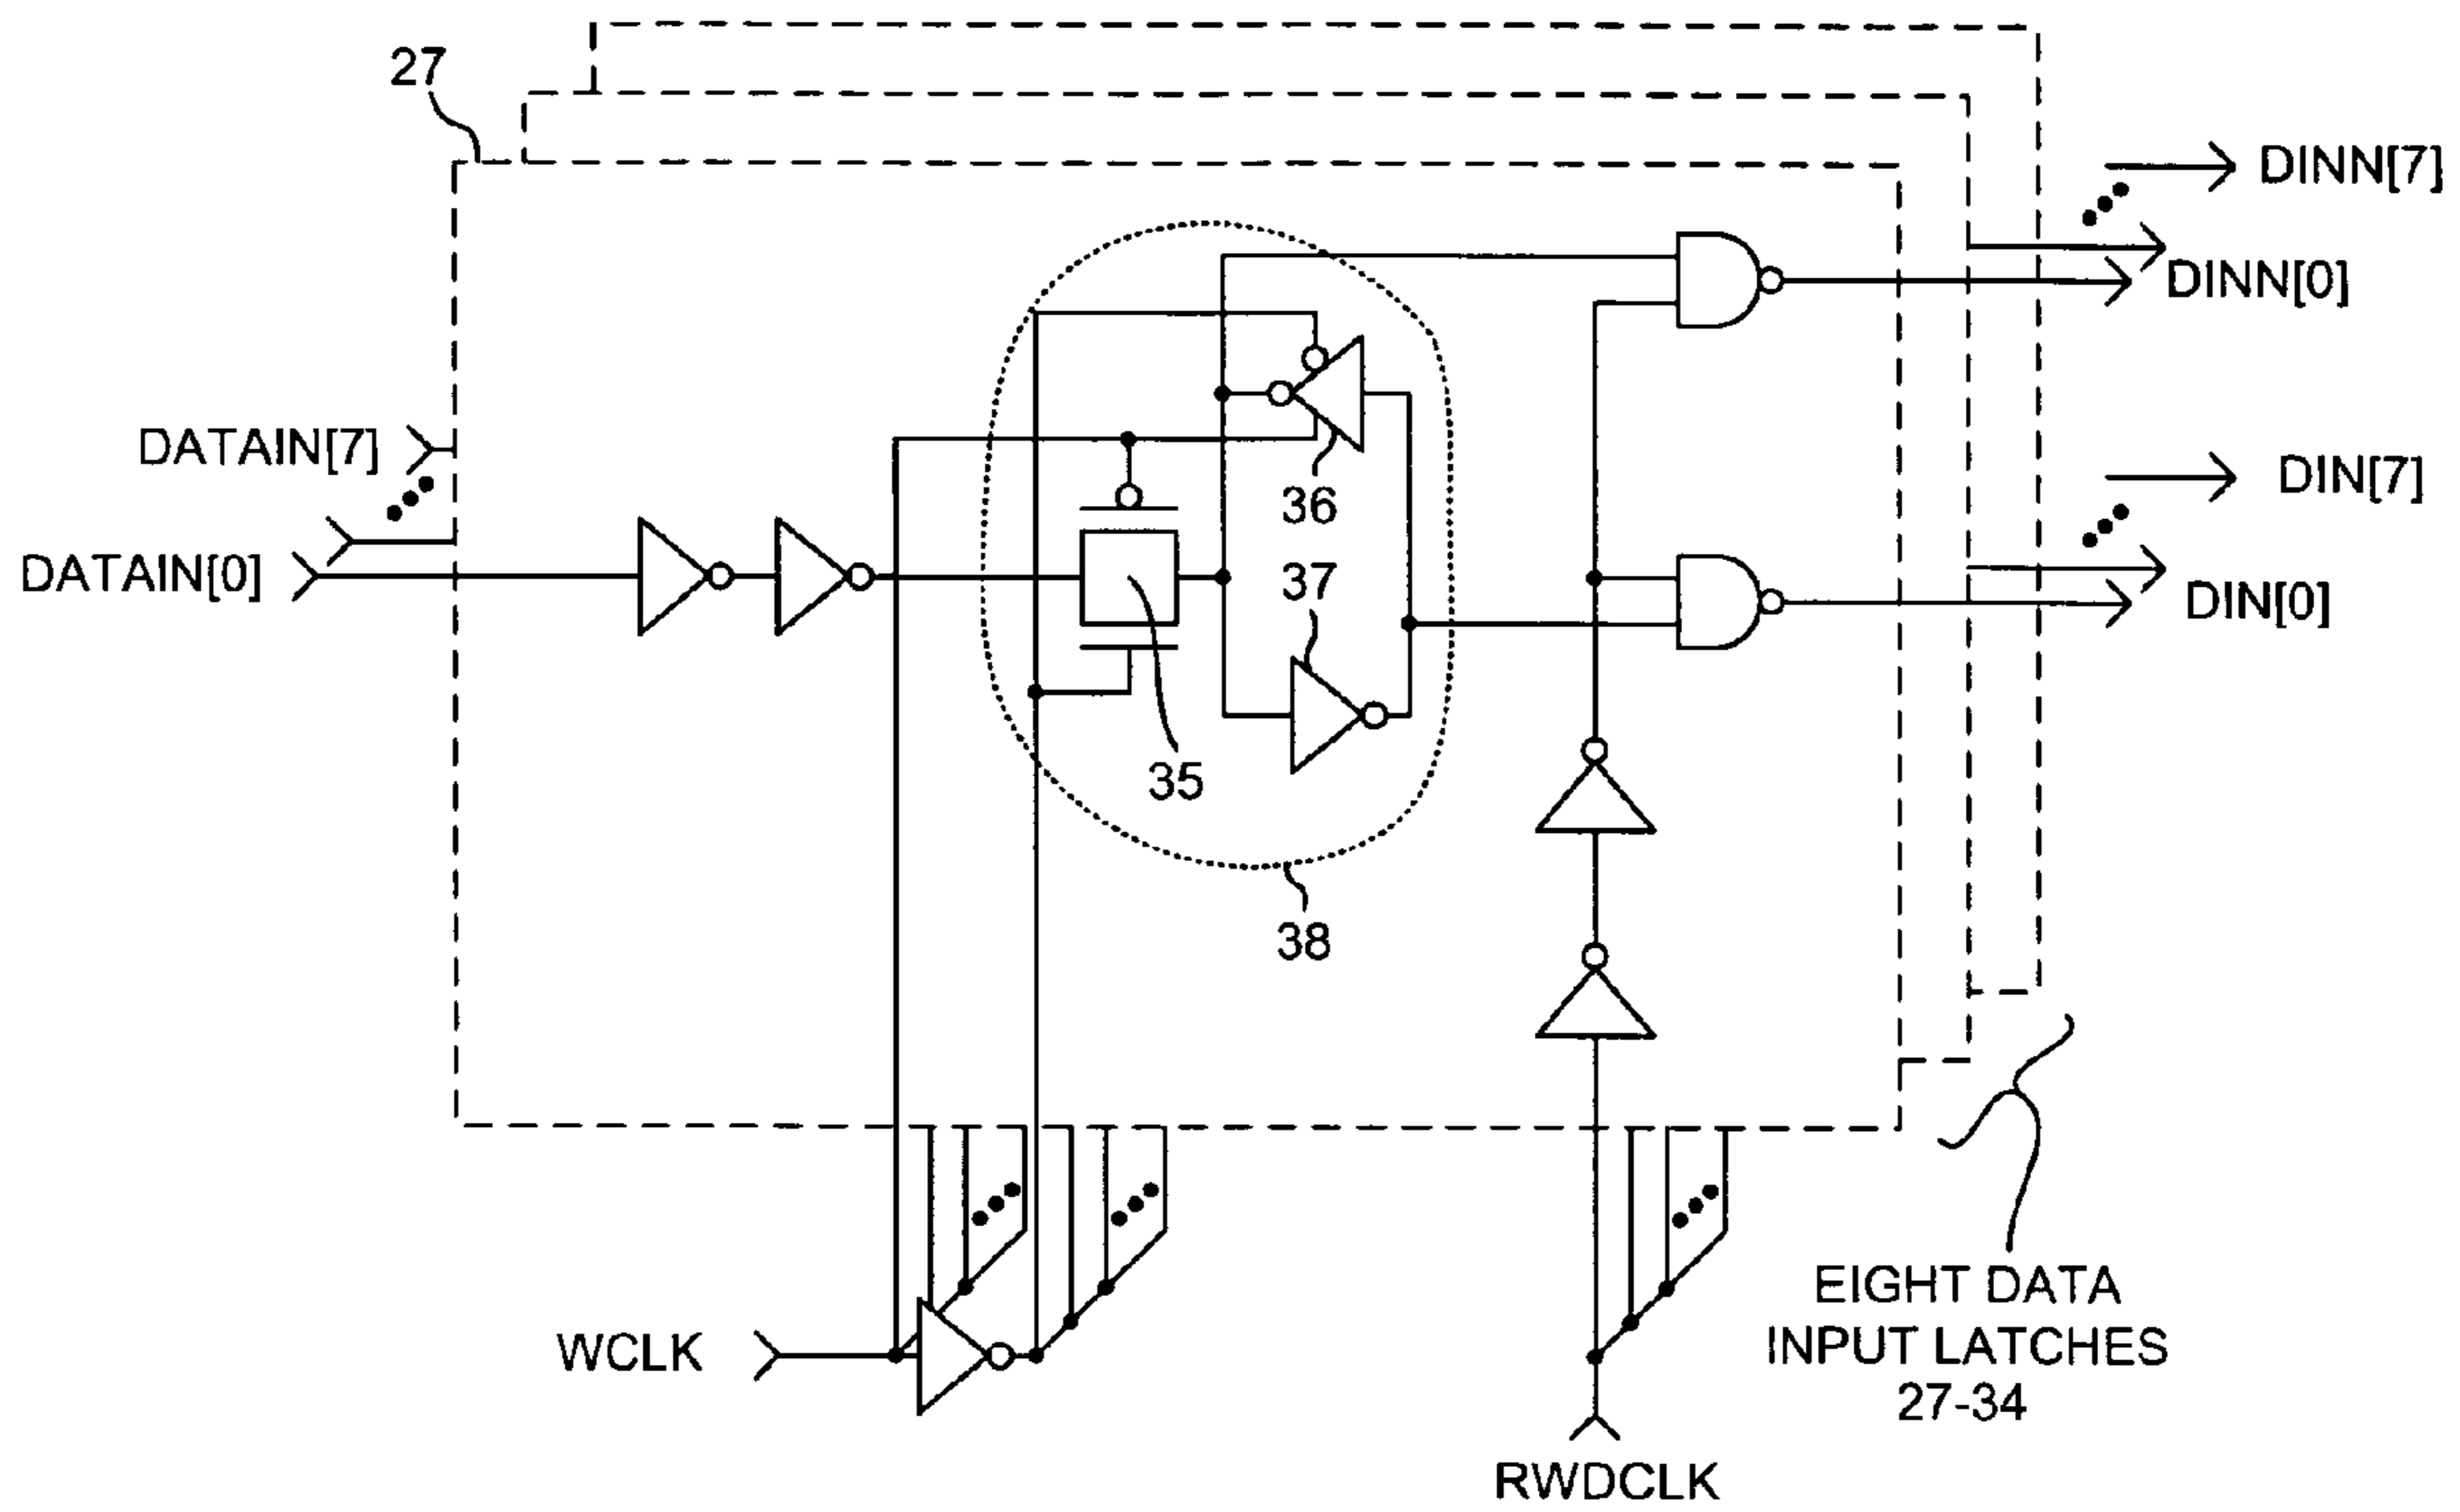 27
DINN[7]
DINN[0]
DATAIN[7]
DIN[7]
36
DATAIN[0]
37
DIN[0]
35
38
EIGHT DATA
INPUT LATCHES
27-34
WCLK
RWDCLK